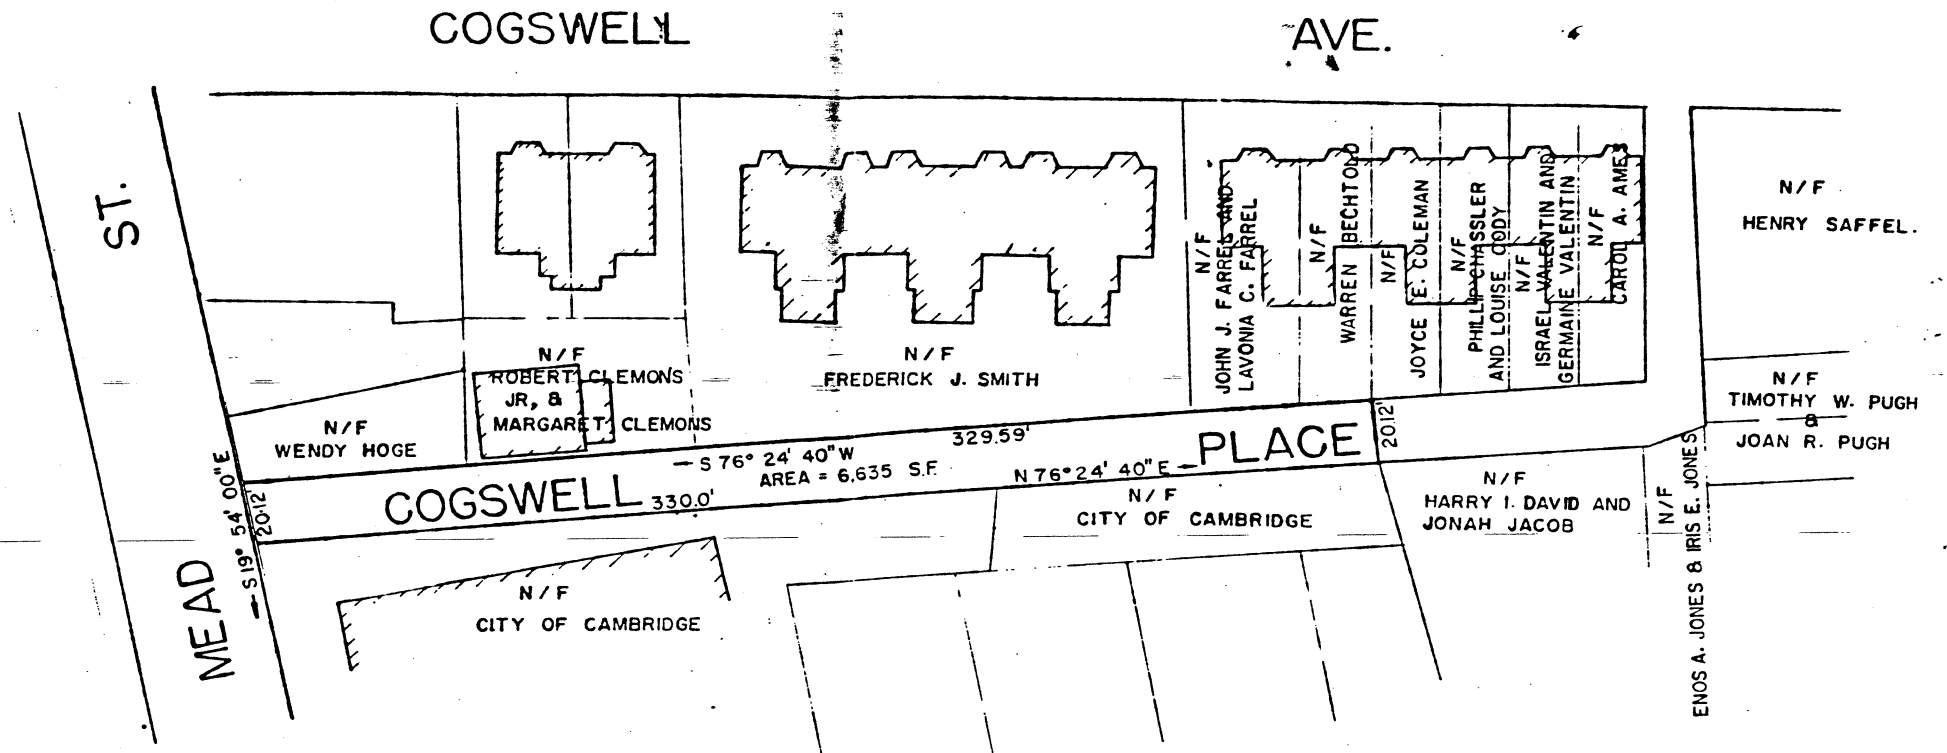 COGSWELL AVE.
ST.
N/F
HENRY SAFFEL.
N/F
JOHN J. FARREL AND
LAVONIA C. FARREL
N/F
WARREN BECHTOLD
N/F
JOYCE E. COLEMAN
N/F
PHILLIP CHASSLER
AND LOUISE CODY
N/F
ISRAEL VALENTIN AND
GERMAINE VALENTIN
N/F
CAROL A. AMES
N/F
ROBERT CLEMONS
JR, &
MARGARET CLEMONS
N/F
FREDERICK J. SMITH
N/F
TIMOTHY W. PUGH
&
JOAN R. PUGH
N/F
WENDY HOGE
329.59'
S 76° 24' 40" W
AREA = 6,635 S.F.
N 76° 24' 40" E
PLACE
20.12'
COGSWELL
330.0'
S 19° 54' 00" E
20.12'
MEAD
N/F
CITY OF CAMBRIDGE
N/F
HARRY I. DAVID AND
JONAH JACOB
N/F
ENOS A. JONES & IRIS E. JONES
N/F
CITY OF CAMBRIDGE